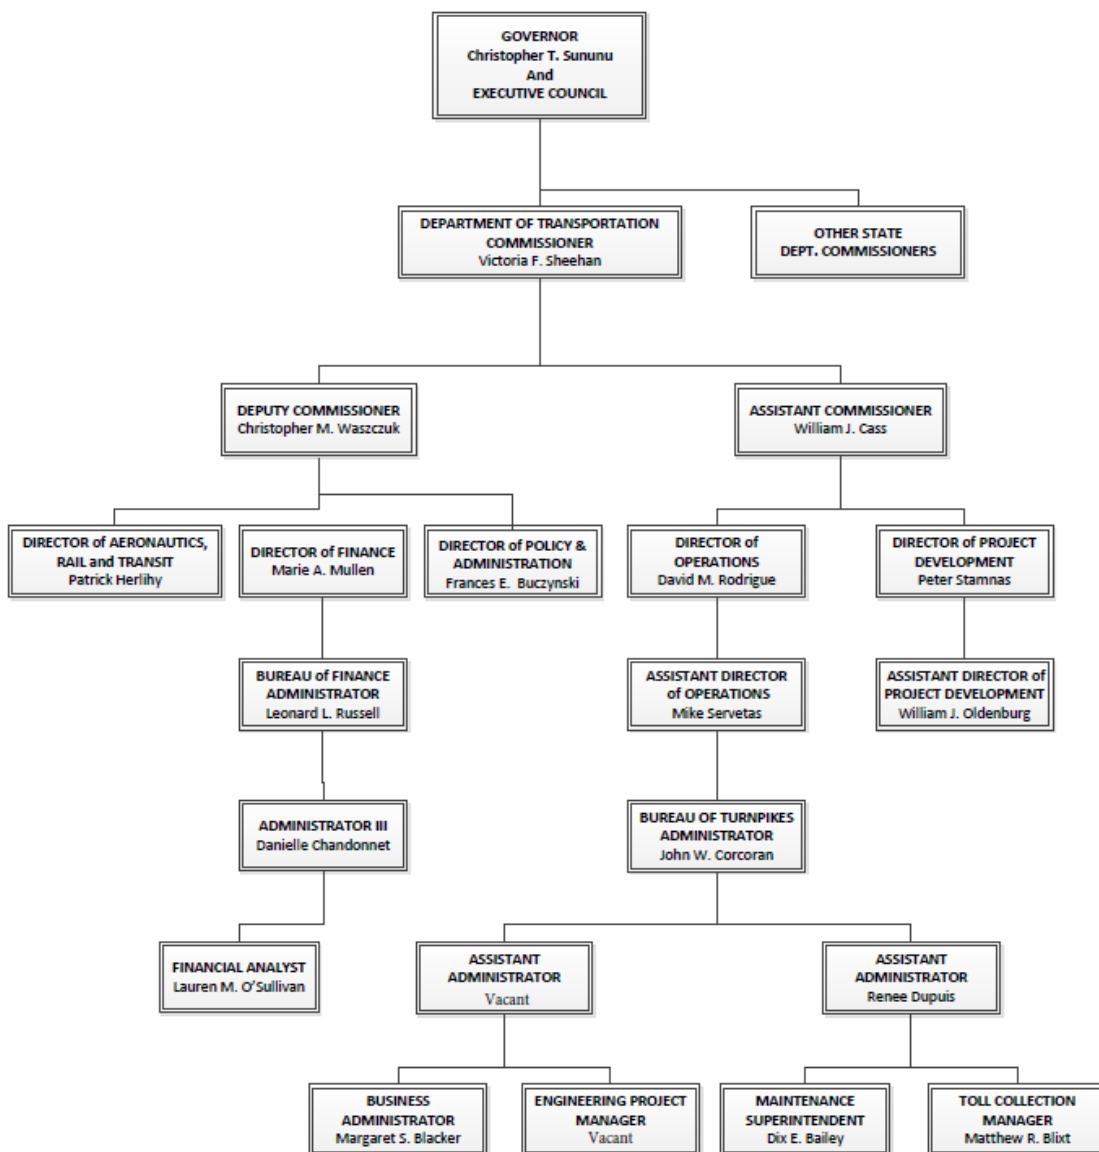 GOVERNOR
Christopher T. Sununu
And
EXECUTIVE COUNCIL
DEPARTMENT OF TRANSPORTATION
COMMISSIONER
Victoria F. Sheehan
OTHER STATE
DEPT. COMMISSIONERS
DEPUTY COMMISSIONER
Christopher M. Waszczuk
ASSISTANT COMMISSIONER
William J. Cass
DIRECTOR of AERONAUTICS,
RAIL and TRANSIT
Patrick Herlihy
DIRECTOR of FINANCE
Marie A. Mullen
DIRECTOR of POLICY &
ADMINISTRATION
Frances E. Buczynski
DIRECTOR of
OPERATIONS
David M. Rodrigue
DIRECTOR of PROJECT
DEVELOPMENT
Peter Stamnas
BUREAU of FINANCE
ADMINISTRATOR
Leonard L. Russell
ASSISTANT DIRECTOR
of OPERATIONS
Mike Servetas
ASSISTANT DIRECTOR of
PROJECT DEVELOPMENT
William J. Oldenburg
ADMINISTRATOR III
Danielle Chandonnet
BUREAU OF TURNPIKES
ADMINISTRATOR
John W. Corcoran
FINANCIAL ANALYST
Lauren M. O'Sullivan
ASSISTANT
ADMINISTRATOR
Vacant
ASSISTANT
ADMINISTRATOR
Renee Dupuis
BUSINESS
ADMINISTRATOR
Margaret S. Blacker
ENGINEERING PROJECT
MANAGER
Vacant
MAINTENANCE
SUPERINTENDENT
Dix E. Bailey
TOLL COLLECTION
MANAGER
Matthew R. Blixt